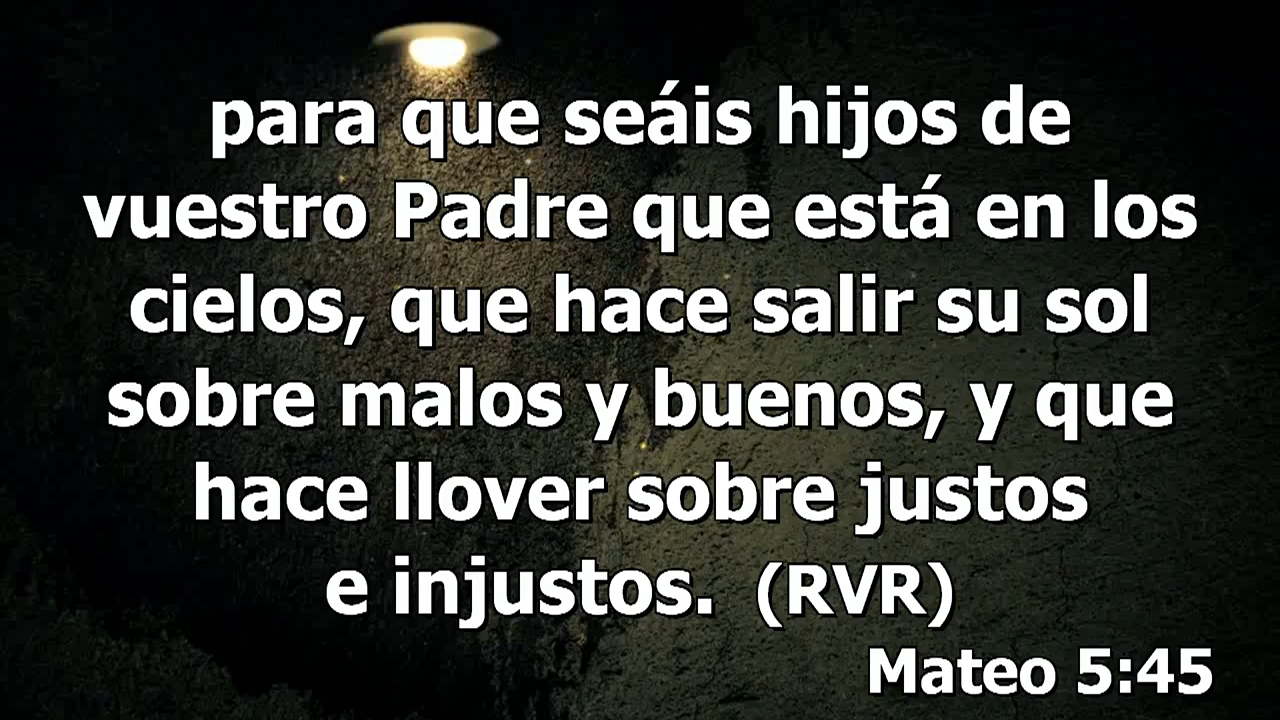 para que seáis hijos de
vuestro Padre que está en los
cielos, que hace salir su sol
sobre malos y buenos, y que
hace llover sobre justos
e injustos. (RVR)
Mateo 5:45